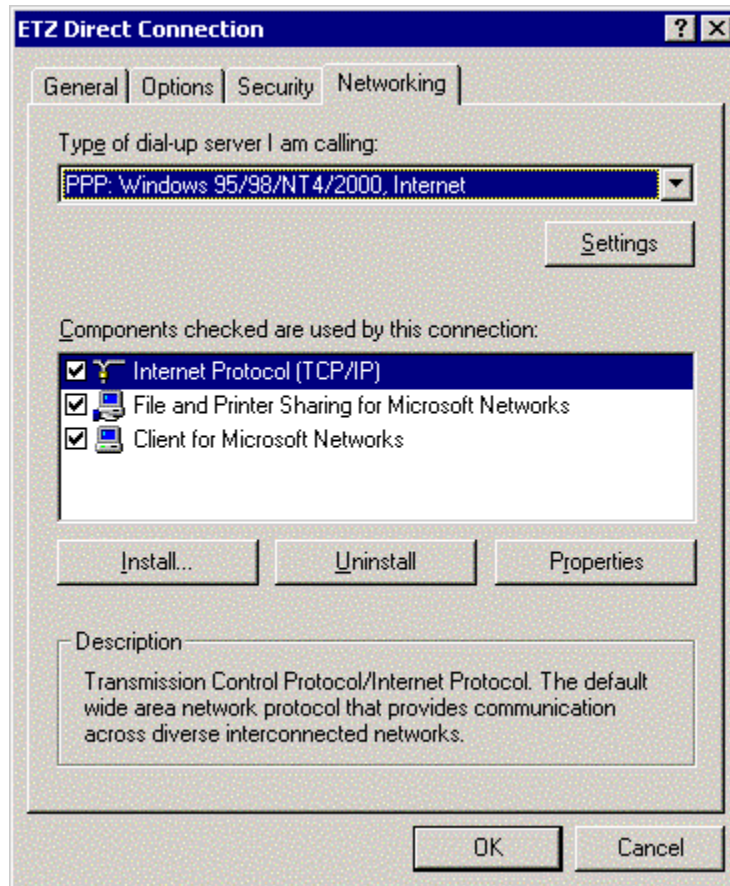 ETZ Direct Connection
General Options Security Networking
Type of dial-up server I am calling:
PPP: Windows 95/98/NT4/2000, Internet
Settings
Components checked are used by this connection:
Internet Protocol (TCP/IP)
File and Printer Sharing for Microsoft Networks
Client for Microsoft Networks
Install... Uninstall Properties
Description
Transmission Control Protocol/Internet Protocol. The default
wide area network protocol that provides communication
across diverse interconnected networks.
OK Cancel